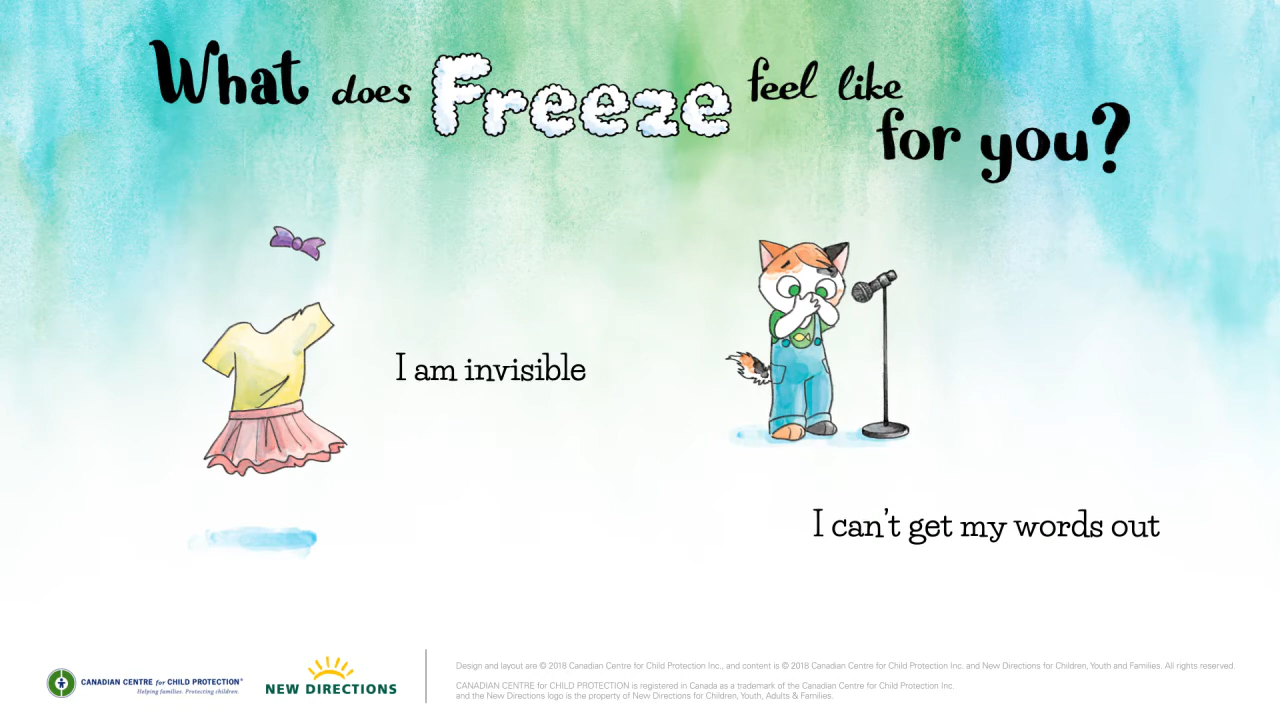 What does Freeze feel like
for you?
I am invisible
I can't get my words out
CANADIAN CENTRE for CHILD PROTECTION®
Helping families. Protecting children.
NEW DIRECTIONS
Design and layout are © 2018 Canadian Centre for Child Protection Inc., and content is © 2018 Canadian Centre for Child Protection Inc. and New Directions for Children, Youth and Families. All rights reserved.
CANADIAN CENTRE for CHILD PROTECTION is registered in Canada as a trademark of the Canadian Centre for Child Protection Inc.
and the New Directions logo is the property of New Directions for Children, Youth, Adults & Families.